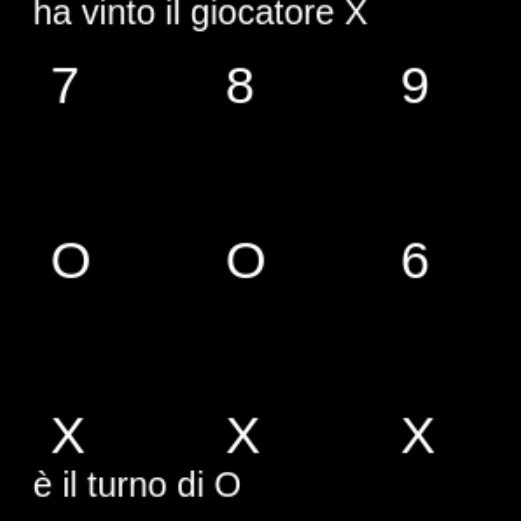 ha vinto il giocatore X
7 8 9
O O 6
X X X
è il turno di O